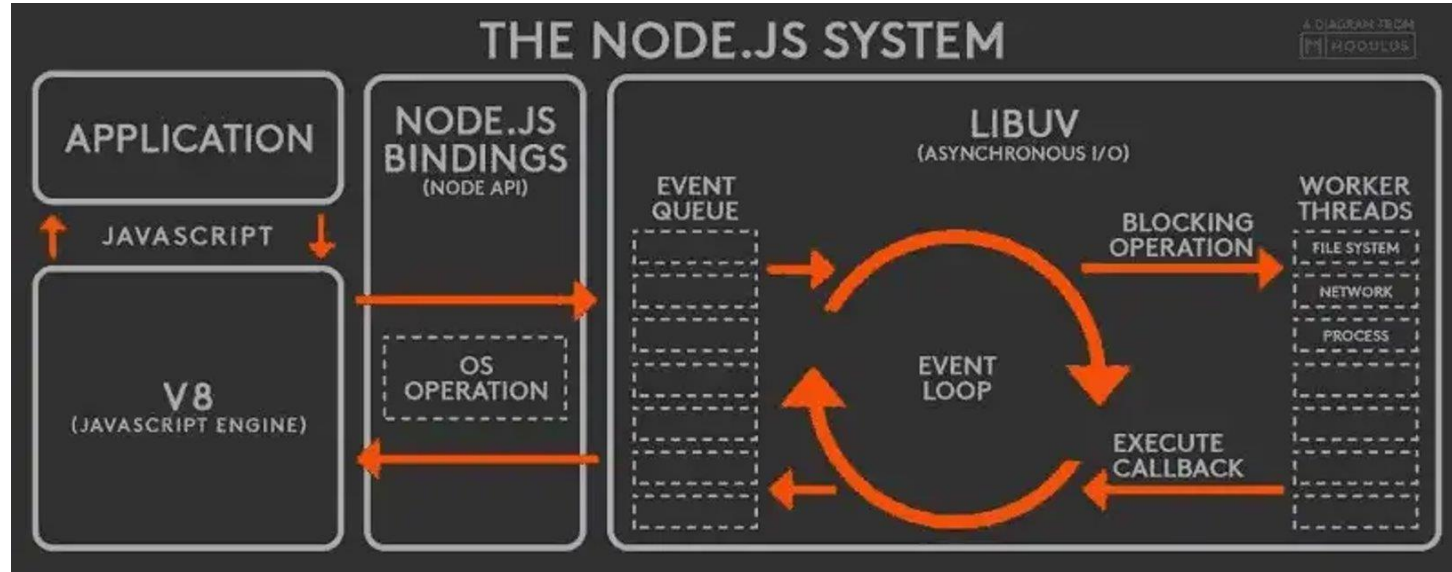 THE NODE.JS SYSTEM
A DIAGRAM FROM
MODULUS
APPLICATION
JAVASCRIPT
V8
(JAVASCRIPT ENGINE)
NODE.JS
BINDINGS
(NODE API)
OS
OPERATION
LIBUV
(ASYNCHRONOUS I/O)
EVENT
QUEUE
EVENT
LOOP
BLOCKING
OPERATION
EXECUTE
CALLBACK
WORKER
THREADS
FILE SYSTEM
NETWORK
PROCESS